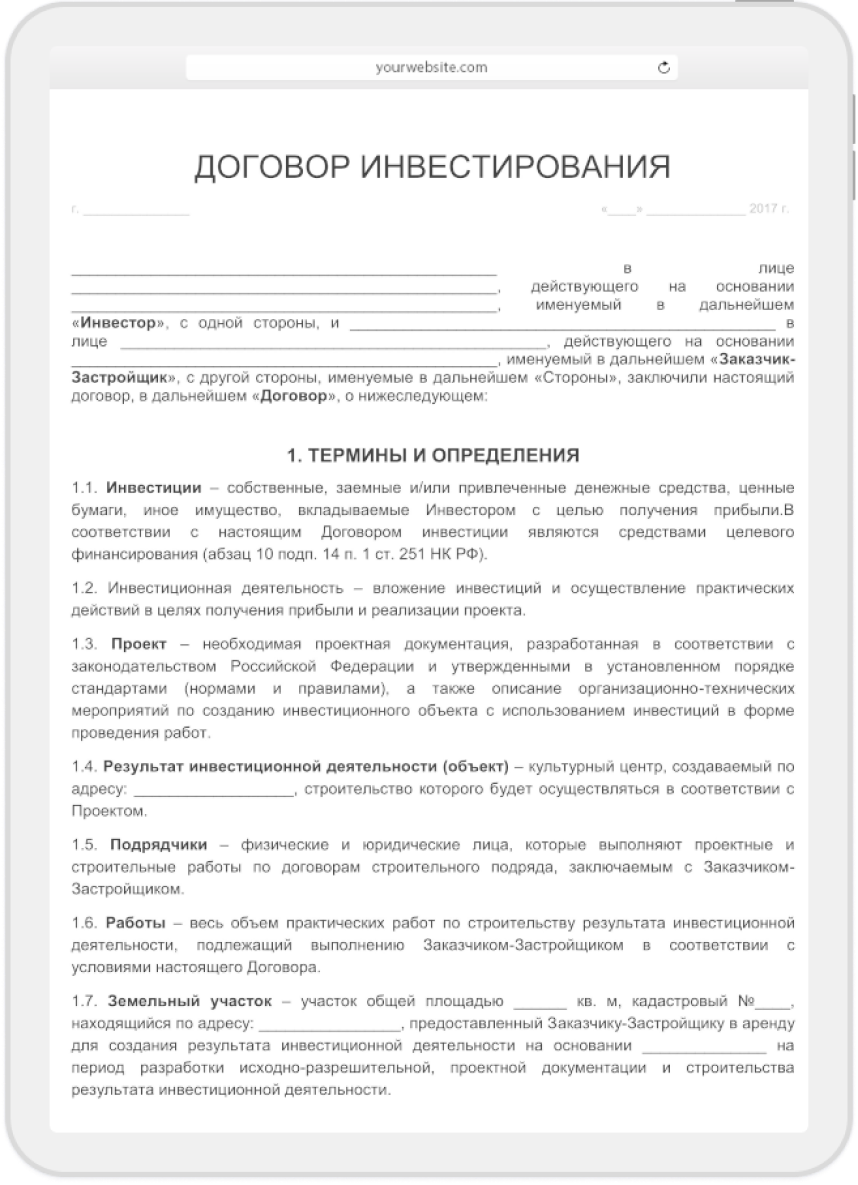 yourwebsite.com
ДОГОВОР ИНВЕСТИРОВАНИЯ
г. _______________ «____» ______________ 2017 г.
___________________________________________________ в лице
___________________________________________________, действующего на основании
___________________________________________________, именуемый в дальнейшем
«Инвестор», с одной стороны, и ___________________________________________________ в
лице ___________________________________________________, действующего на основании
___________________________________________________, именуемый в дальнейшем «Заказчик-
Застройщик», с другой стороны, именуемые в дальнейшем «Стороны», заключили настоящий
договор, в дальнейшем «Договор», о нижеследующем:
1. ТЕРМИНЫ И ОПРЕДЕЛЕНИЯ
1.1. Инвестиции – собственные, заемные и/или привлеченные денежные средства, ценные
бумаги, иное имущество, вкладываемые Инвестором с целью получения прибыли.В
соответствии с настоящим Договором инвестиции являются средствами целевого
финансирования (абзац 10 подп. 14 п. 1 ст. 251 НК РФ).
1.2. Инвестиционная деятельность – вложение инвестиций и осуществление практических
действий в целях получения прибыли и реализации проекта.
1.3. Проект – необходимая проектная документация, разработанная в соответствии с
законодательством Российской Федерации и утвержденными в установленном порядке
стандартами (нормами и правилами), а также описание организационно-технических
мероприятий по созданию инвестиционного объекта с использованием инвестиций в форме
проведения работ.
1.4. Результат инвестиционной деятельности (объект) – культурный центр, создаваемый по
адресу: ___________________, строительство которого будет осуществляться в соответствии с
Проектом.
1.5. Подрядчики – физические и юридические лица, которые выполняют проектные и
строительные работы по договорам строительного подряда, заключаемым с Заказчиком-
Застройщиком.
1.6. Работы – весь объем практических работ по строительству результата инвестиционной
деятельности, подлежащий выполнению Заказчиком-Застройщиком в соответствии с
условиями настоящего Договора.
1.7. Земельный участок – участок общей площадью ______ кв. м, кадастровый №____,
находящийся по адресу: _________________, предоставленный Заказчику-Застройщику в аренду
для создания результата инвестиционной деятельности на основании _______________ на
период разработки исходно-разрешительной, проектной документации и строительства
результата инвестиционной деятельности.